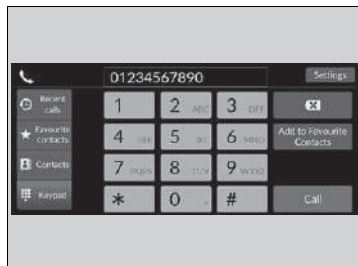 01234567890
Settings
Recent
calls
1
2 ABC
3 DEF
Favourite
contacts
4 GHI
5 JKL
6 MNO
Add to Favourite
Contacts
Contacts
7 PQRS
8 TUV
9 WXYZ
Keypad
*
0
#
Call